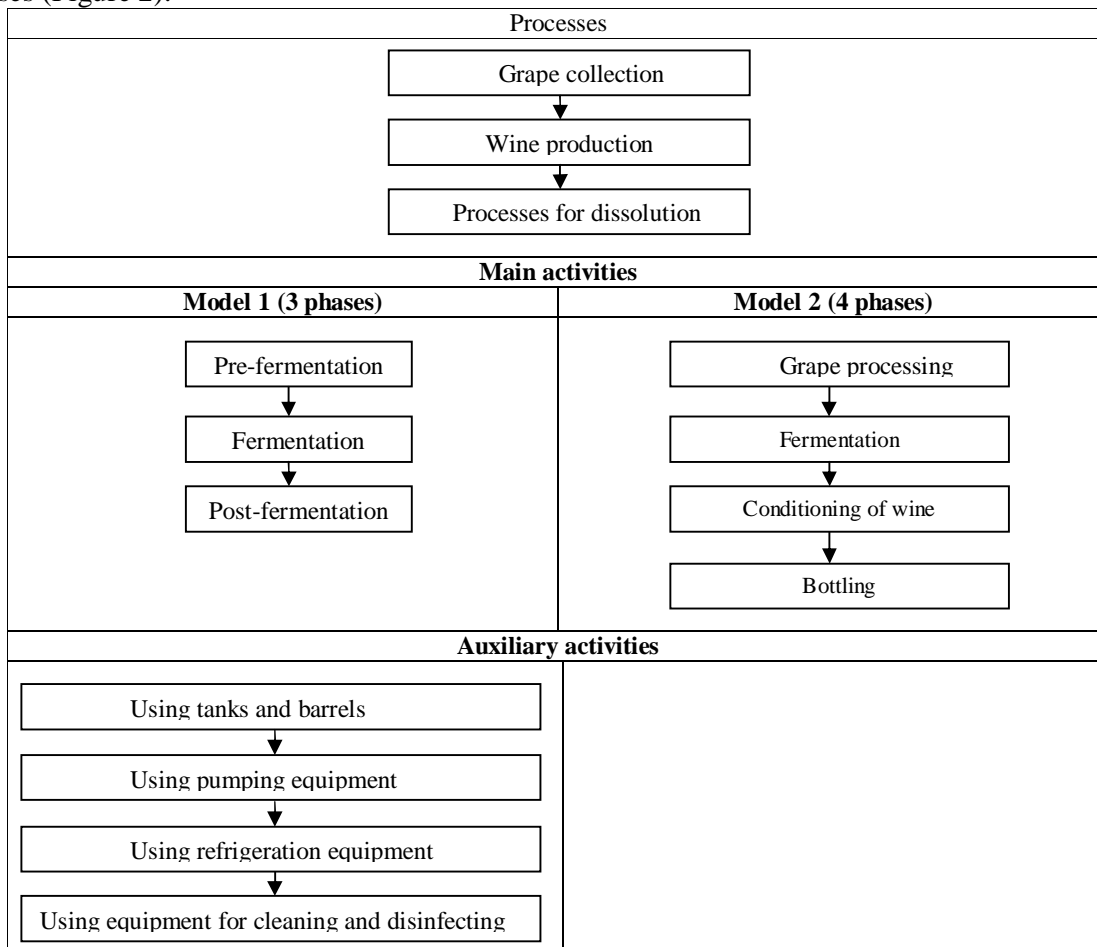 ses (Figure 2).
Processes
Grape collection
Wine production
Processes for dissolution
Main activities
Model 1 (3 phases)
Model 2 (4 phases)
Pre-fermentation
Fermentation
Post-fermentation
Grape processing
Fermentation
Conditioning of wine
Bottling
Auxiliary activities
Using tanks and barrels
Using pumping equipment
Using refrigeration equipment
Using equipment for cleaning and disinfecting